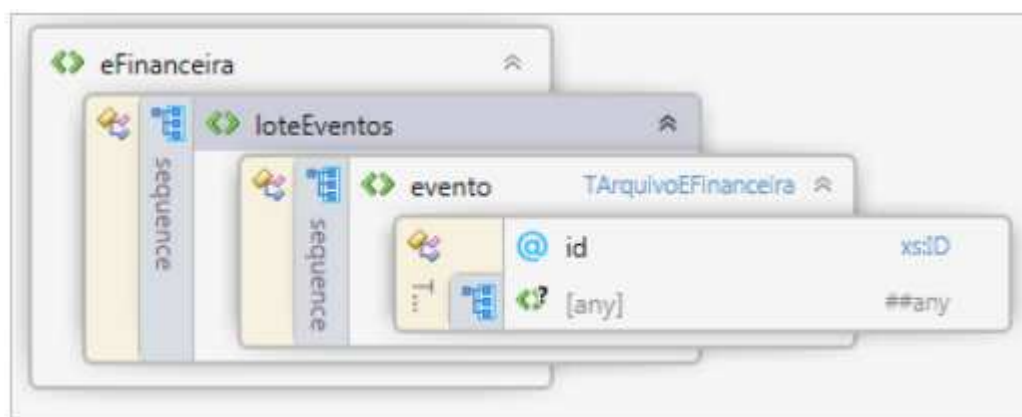 eFinanceira
loteEventos
sequence
evento TArquivoEFinanceira
sequence
id xs:ID
T...
[any] ##any